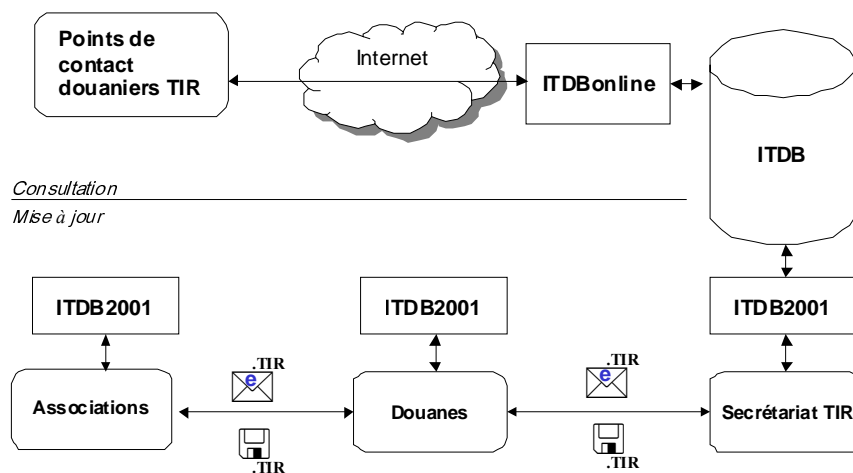 Points de
contact
douaniers TIR
Internet
ITDBonline
ITDB
Consultation
Mise à jour
ITDB2001
ITDB2001
ITDB2001
.TIR
e
.TIR
e
Associations
Douanes
Secrétariat TIR
.TIR
.TIR